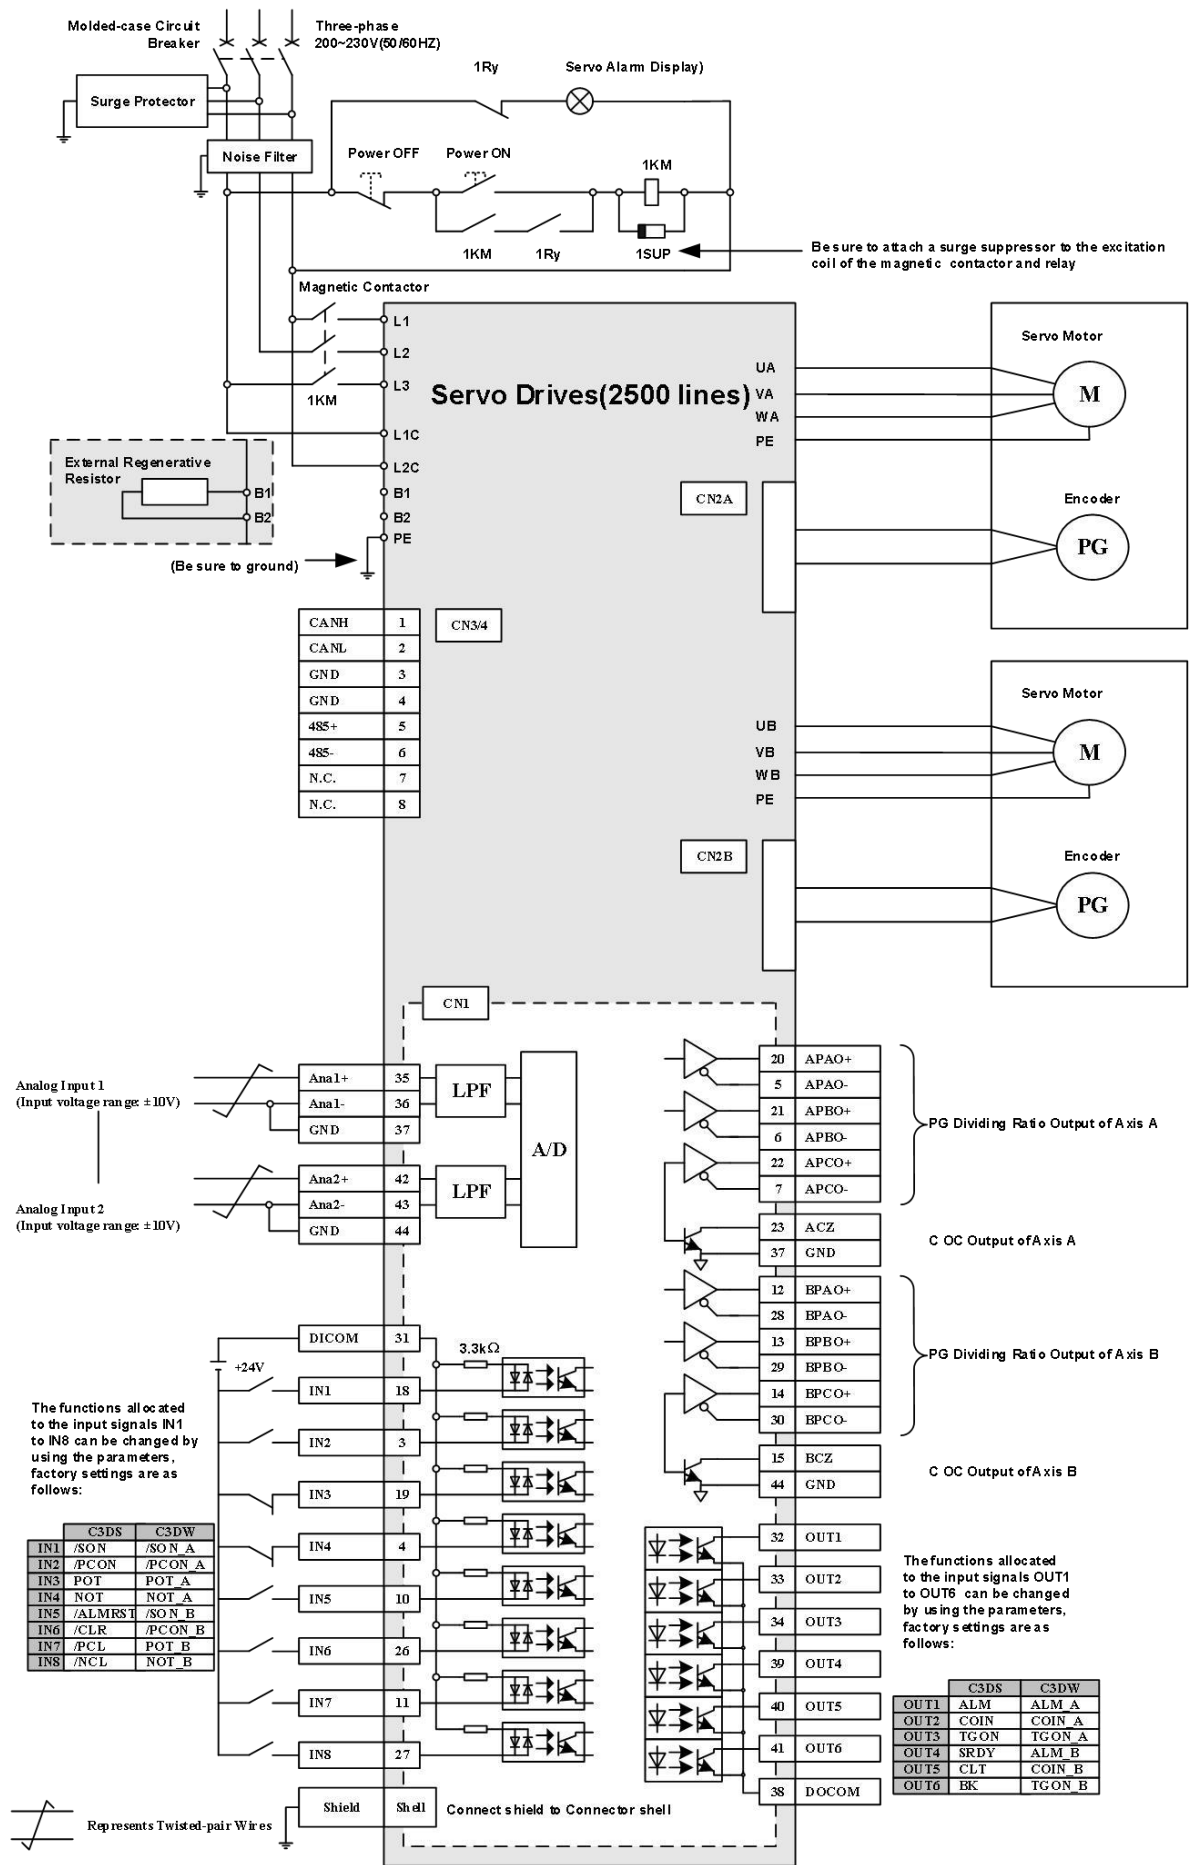 Molded-case Circuit
Breaker
Three-phase
200~230V(50/60HZ)
Surge Protector
1Ry
Servo Alarm Display)
Noise Filter
Power OFF
Power ON
1KM
1KM
1Ry
1SUP
Be sure to attach a surge suppressor to the excitation
coil of the magnetic contactor and relay
Magnetic Contactor
L1
L2
L3
1KM
L1C
L2C
B1
B2
PE
Servo Drives(2500 lines)
External Regenerative
Resistor
B1
B2
(Be sure to ground)
UA
VA
WA
PE
CN2A
Servo Motor
M
Encoder
PG
CANH 1
CANL 2
GND 3
GND 4
485+ 5
485- 6
N.C. 7
N.C. 8
CN3/4
UB
VB
WB
PE
CN2B
Servo Motor
M
Encoder
PG
CN1
Analog Input 1
(Input voltage range: ±10V)
Ana1+ 35
Ana1- 36
GND 37
LPF
A/D
Analog Input 2
(Input voltage range: ±10V)
Ana2+ 42
Ana2- 43
GND 44
LPF
20 APAO+
5 APAO-
21 APBO+
6 APBO-
22 APCO+
7 APCO-
PG Dividing Ratio Output of Axis A
23 ACZ
37 GND
C OC Output of Axis A
12 BPAO+
28 BPAO-
13 BPBO+
29 BPBO-
14 BPCO+
30 BPCO-
PG Dividing Ratio Output of Axis B
15 BCZ
44 GND
C OC Output of Axis B
DICOM 31
+24V
3.3kΩ
IN1 18
IN2 3
IN3 19
IN4 4
IN5 10
IN6 26
IN7 11
IN8 27
The functions allocated
to the input signals IN1
to IN8 can be changed by
using the parameters,
factory settings are as
follows:
C3DS C3DW
IN1 /SON /SON_A
IN2 /PCON /PCON_A
IN3 POT POT_A
IN4 NOT NOT_A
IN5 /ALMRST /SON_B
IN6 /CLR /PCON_B
IN7 /PCL POT_B
IN8 /NCL NOT_B
32 OUT1
33 OUT2
34 OUT3
39 OUT4
40 OUT5
41 OUT6
38 DOCOM
The functions allocated
to the input signals OUT1
to OUT6 can be changed
by using the parameters,
factory settings are as
follows:
C3DS C3DW
OUT1 ALM ALM_A
OUT2 COIN COIN_A
OUT3 TGON TGON_A
OUT4 SRDY ALM_B
OUT5 CLT COIN_B
OUT6 BK TGON_B
Shield Shell
Connect shield to Connector shell
Represents Twisted-pair Wires